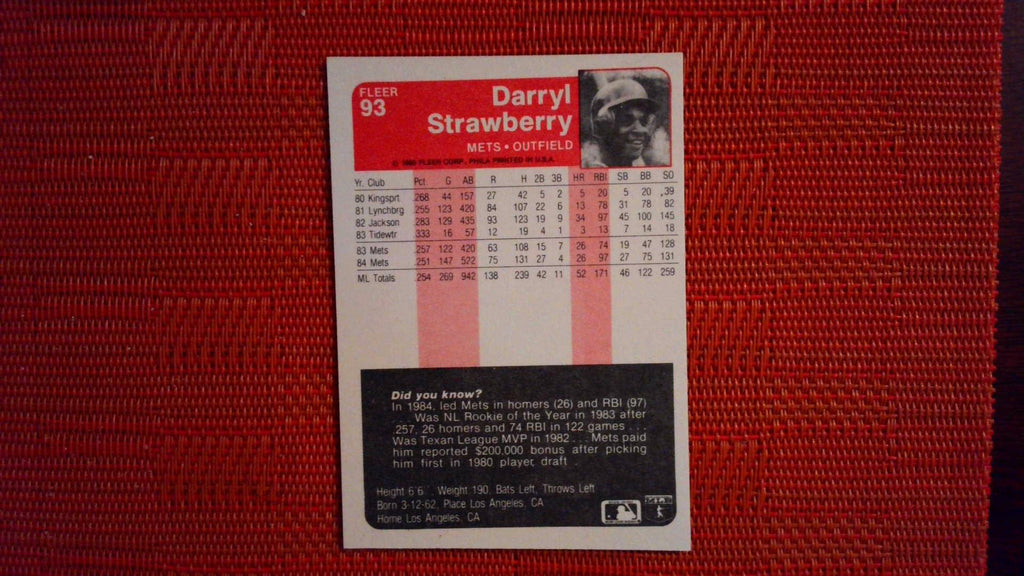 FLEER
93
Darryl
Strawberry
METS • OUTFIELD
FLEER CORP., PHILA. PRINTED IN U.S.A.
Yr. Club Pct G AB R H 2B 3B HR RBI SB BB SO
80 Kingsprt .268 44 157 27 42 5 2 5 20 5 20 39
81 Lynchbrg .255 123 420 84 107 22 6 13 78 31 78 82
82 Jackson .283 129 435 93 123 19 9 34 97 45 100 145
83 Tidewtr .333 16 57 12 19 4 1 3 13 7 14 18
83 Mets .257 122 420 63 108 15 7 26 74 19 47 128
84 Mets .251 147 522 75 131 27 4 26 97 27 75 131
ML Totals .254 269 942 138 239 42 11 52 171 46 122 259
Did you know?
In 1984, led Mets in homers (26) and RBI (97)
. . . Was NL Rookie of the Year in 1983 after
.257, 26 homers and 74 RBI in 122 games . . .
Was Texan League MVP in 1982 . . . Mets paid
him reported $200,000 bonus after picking
him first in 1980 player draft .
Height 6'6", Weight 190, Bats Left, Throws Left
Born 3-12-62, Place Los Angeles, CA
Home Los Angeles, CA